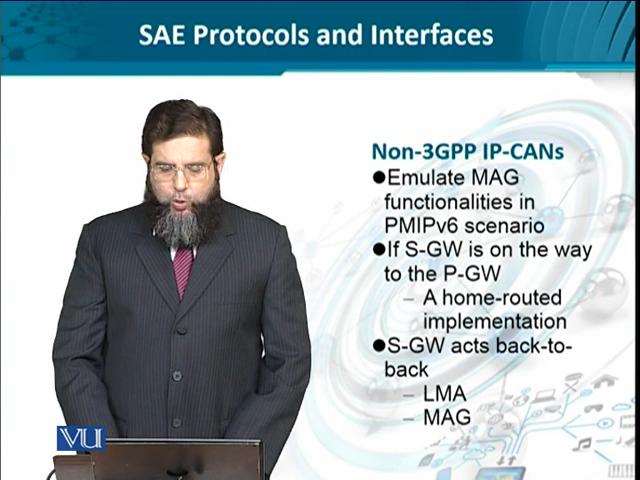 SAE Protocols and Interfaces
Non-3GPP IP-CANs
●Emulate MAG
functionalities in
PMIPv6 scenario
●If S-GW is on the way
to the P-GW
– A home-routed
implementation
●S-GW acts back-to-
back
– LMA
– MAG
VU